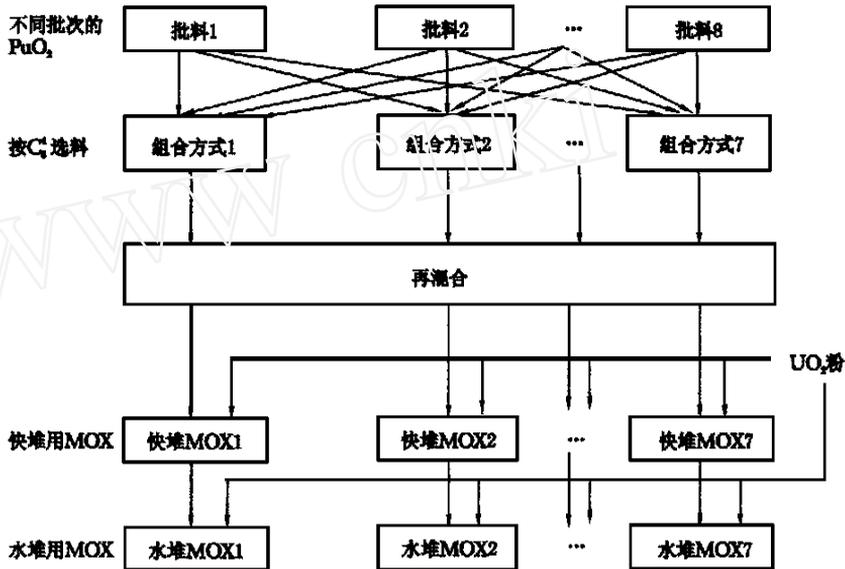 不同批次的
PuO₂
批料1 批料2 … 批料8
按C⁴₈选料 组合方式1 组合方式2 … 组合方式7
再混合
UO₂粉
快堆用MOX 快堆MOX1 快堆MOX2 … 快堆MOX7
水堆用MOX 水堆MOX1 水堆MOX2 … 水堆MOX7
www cnki